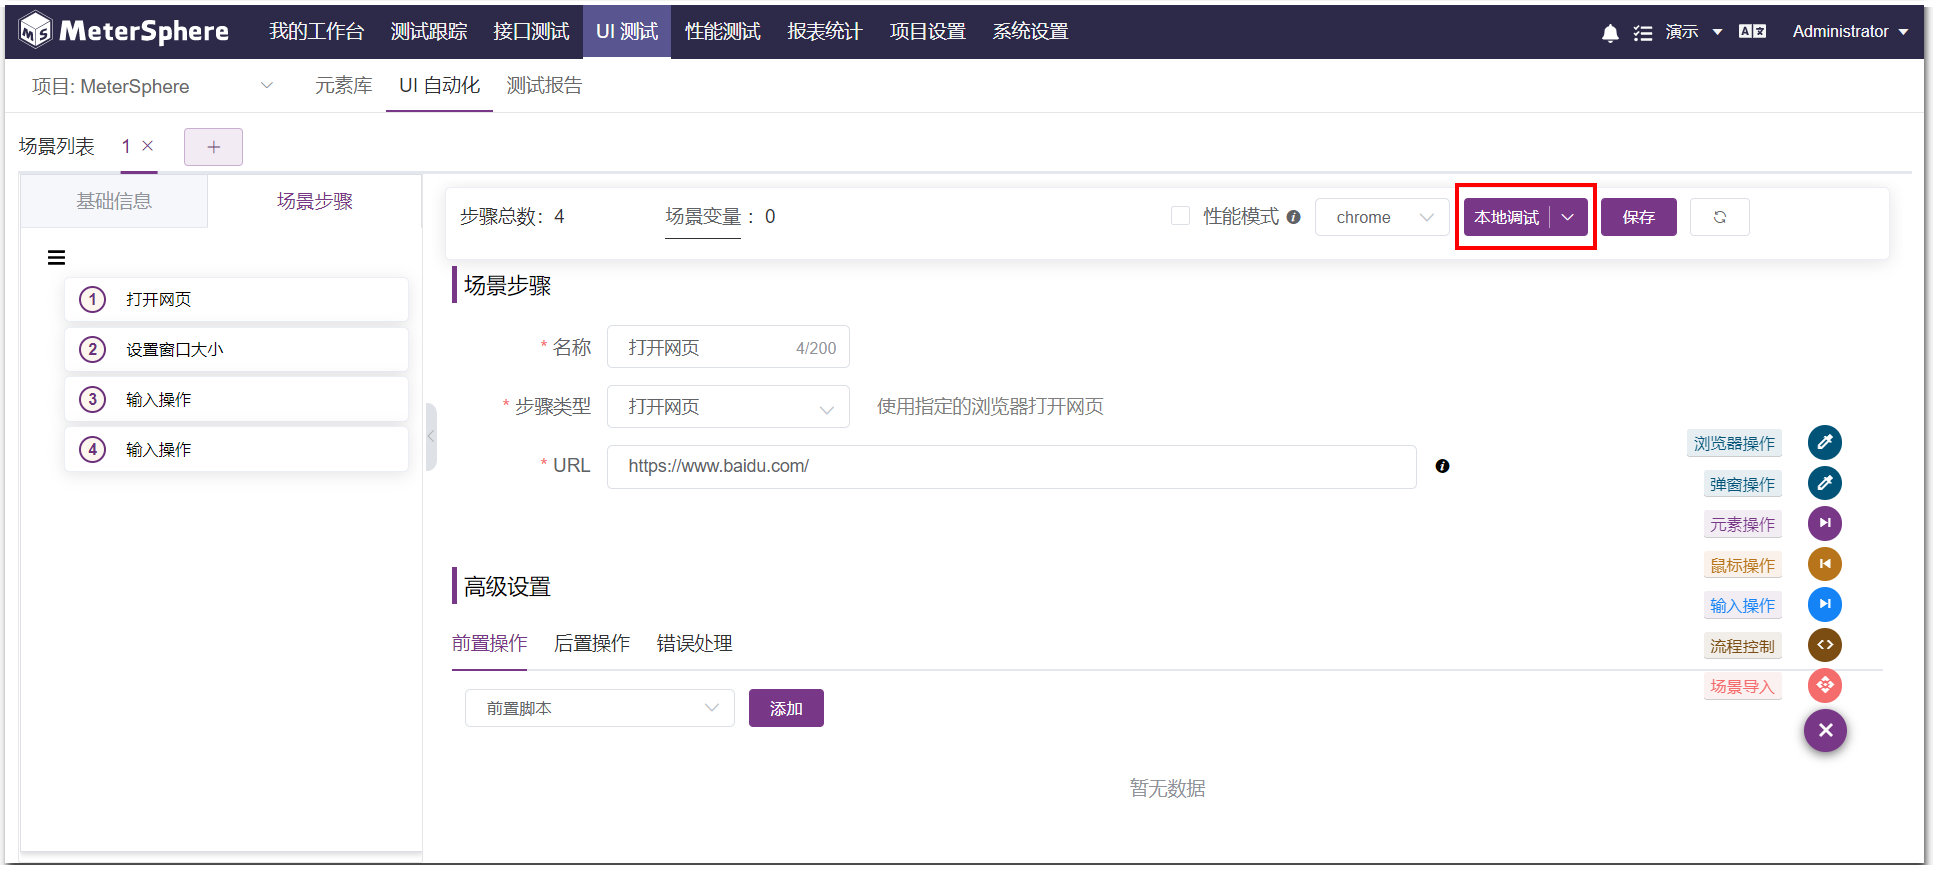 MeterSphere 我的工作台 测试跟踪 接口测试 UI 测试 性能测试 报表统计 项目设置 系统设置 演示 Administrator
项目: MeterSphere 元素库 UI 自动化 测试报告
场景列表 1 × +
基础信息 场景步骤
步骤总数：4 场景变量 ：0 性能模式 chrome 本地调试 保存
1 打开网页
2 设置窗口大小
3 输入操作
4 输入操作
场景步骤
* 名称 打开网页 4/200
* 步骤类型 打开网页 使用指定的浏览器打开网页
* URL https://www.baidu.com/
浏览器操作
弹窗操作
元素操作
鼠标操作
输入操作
流程控制
场景导入
高级设置
前置操作 后置操作 错误处理
前置脚本 添加
暂无数据